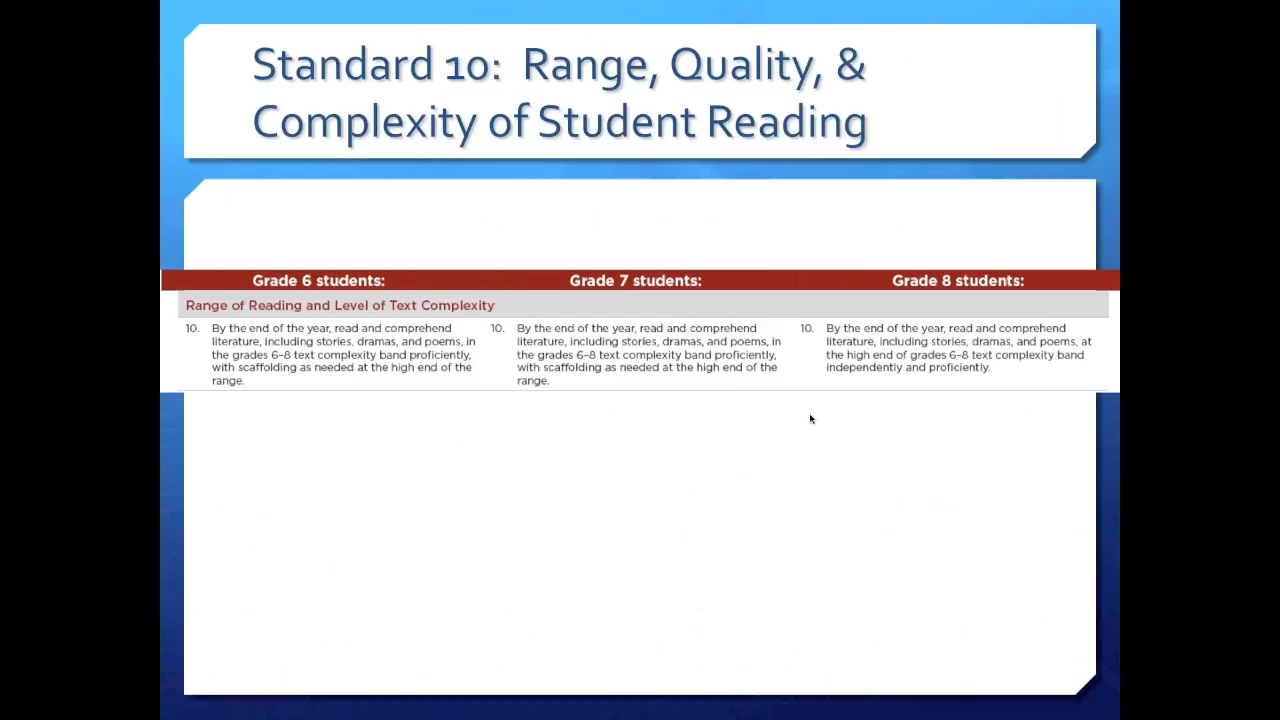 Standard 10:  Range, Quality, &
Complexity of Student Reading
Grade 6 students:
Grade 7 students:
Grade 8 students:
Range of Reading and Level of Text Complexity
10. By the end of the year, read and comprehend
literature, including stories, dramas, and poems, in
the grades 6–8 text complexity band proficiently,
with scaffolding as needed at the high end of the
range.
10. By the end of the year, read and comprehend
literature, including stories, dramas, and poems, in
the grades 6–8 text complexity band proficiently,
with scaffolding as needed at the high end of the
range.
10. By the end of the year, read and comprehend
literature, including stories, dramas, and poems, at
the high end of grades 6–8 text complexity band
independently and proficiently.